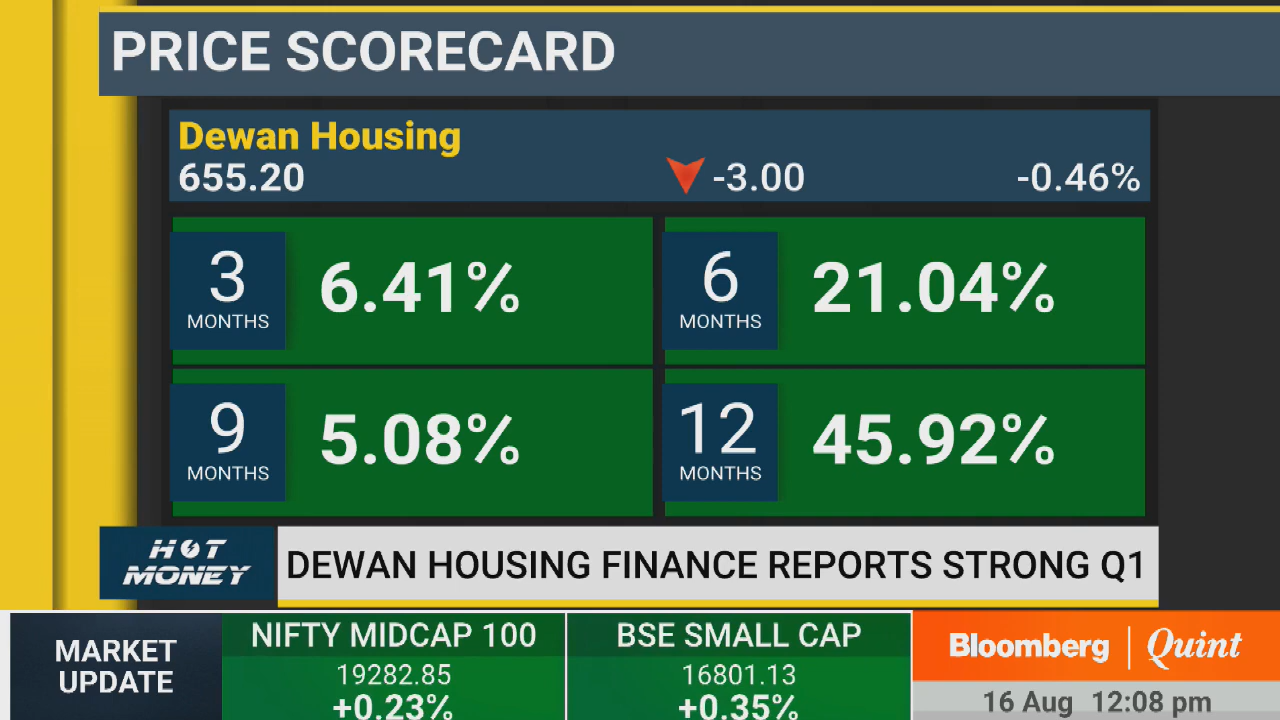 PRICE SCORECARD
Dewan Housing
655.20 -3.00 -0.46%
3 MONTHS 6.41%
6 MONTHS 21.04%
9 MONTHS 5.08%
12 MONTHS 45.92%
HOT MONEY
DEWAN HOUSING FINANCE REPORTS STRONG Q1
MARKET UPDATE
NIFTY MIDCAP 100
19282.85
+0.23%
BSE SMALL CAP
16801.13
+0.35%
Bloomberg | Quint
16 Aug 12:08 pm